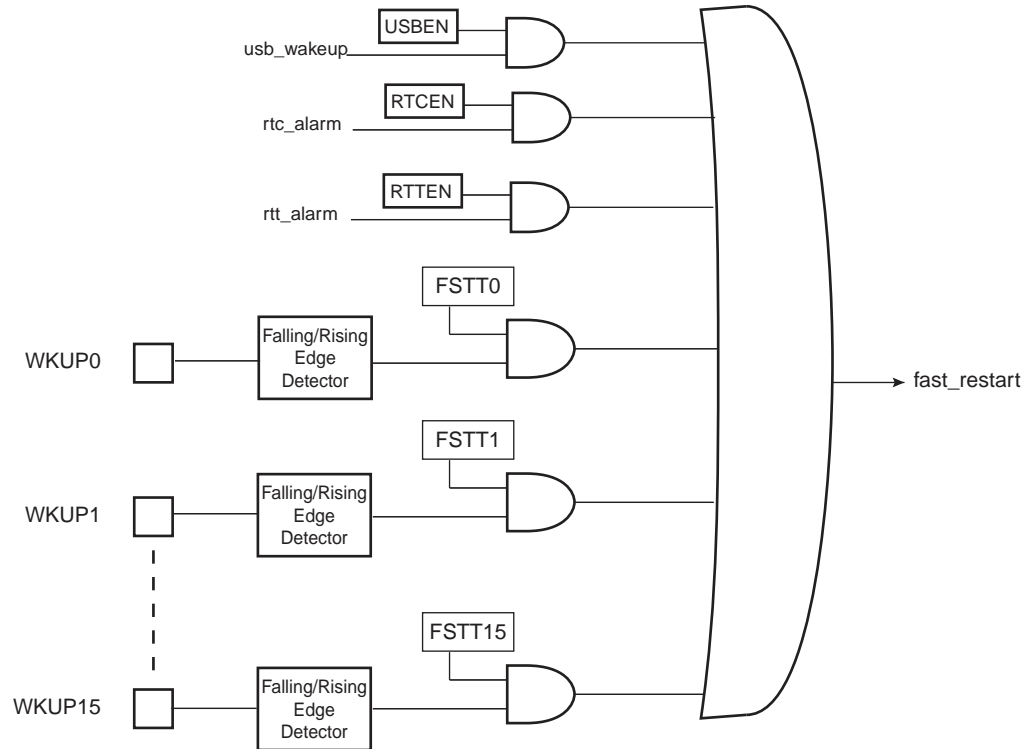 USBEN
usb_wakeup
RTCEN
rtc_alarm
RTTEN
rtt_alarm
FSTT0
WKUP0
Falling/Rising
Edge
Detector
fast_restart
FSTT1
WKUP1
Falling/Rising
Edge
Detector
FSTT15
WKUP15
Falling/Rising
Edge
Detector